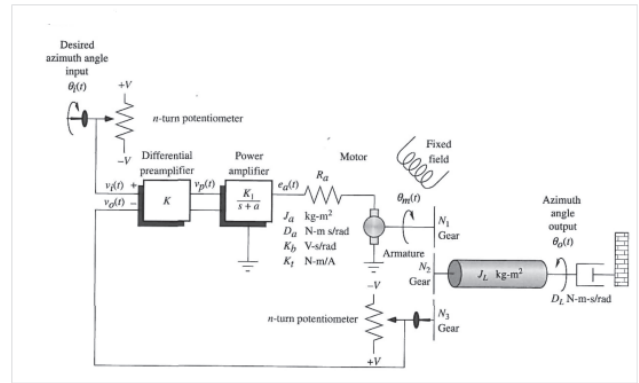 Desired
azimuth angle
input
θi(t)
+V
n-turn potentiometer
−V
Differential
preamplifier
Power
amplifier
Motor
Fixed
field
vi(t) +
vo(t) −
K
vp(t)
K1
s + a
ea(t)
Ra
θm(t)
Ja kg-m²
Da N-m s/rad
Kb V-s/rad
Kt N-m/A
Armature
N1
Gear
N2
Gear
JL kg-m²
Azimuth
angle
output
θo(t)
DL N-m-s/rad
−V
n-turn potentiometer
+V
N3
Gear